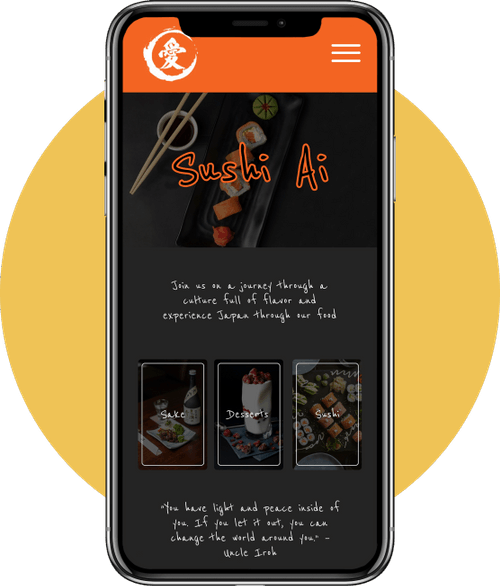 愛
Sushi Ai
Join us on a journey through a
culture full of flavor and
experience Japan through our food
Sake
Desserts
Sushi
"You have light and peace inside of
you. If you let it out, you can
change the world around you." -
Uncle Iroh